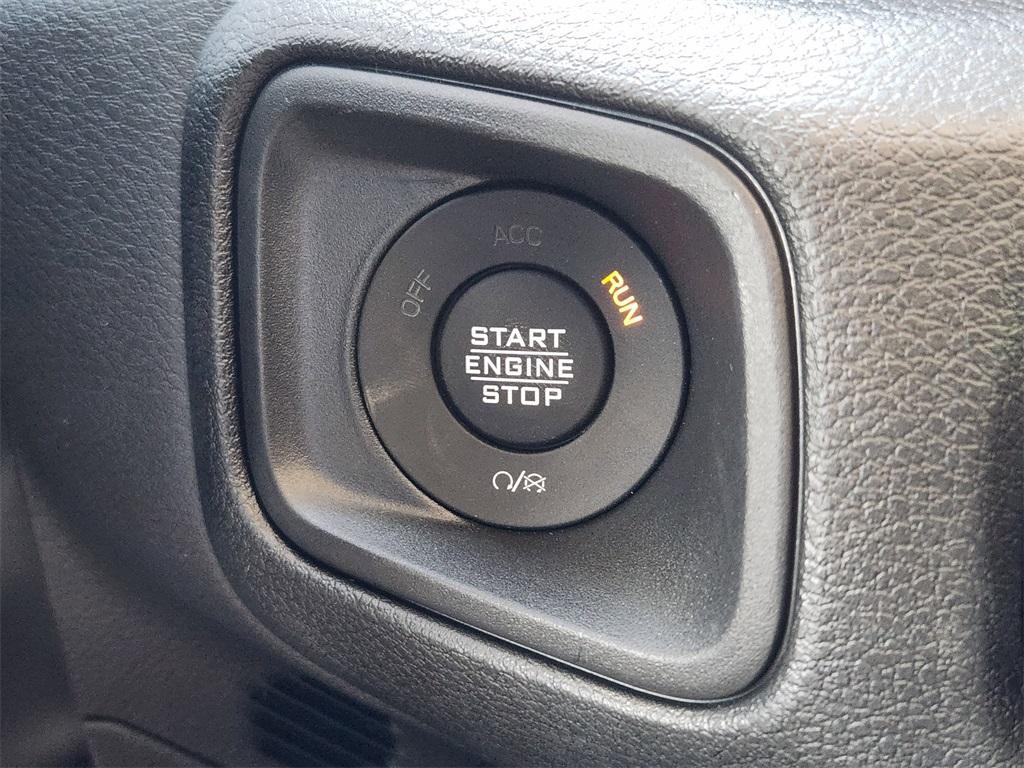 OFF
ACC
RUN
START
ENGINE
STOP